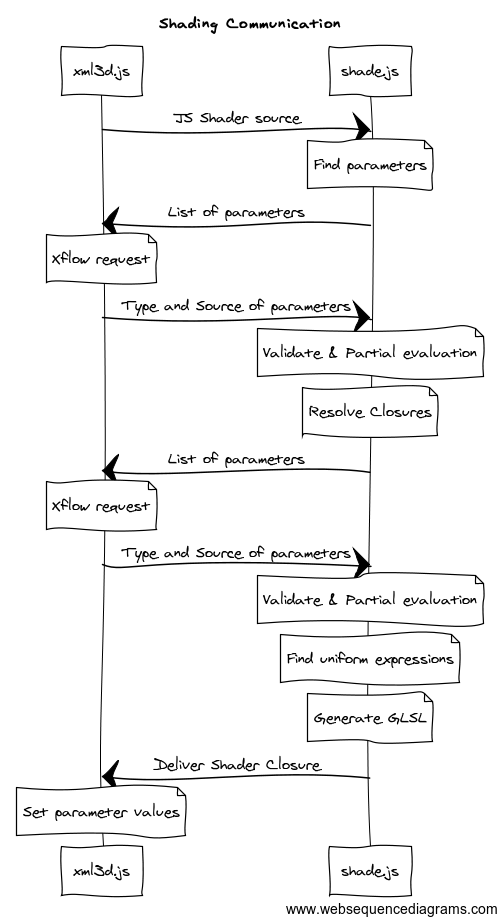 Shading Communication
xml3d.js
shade.js
JS Shader source
Find parameters
List of parameters
Xflow request
Type and Source of parameters
Validate & Partial evaluation
Resolve Closures
List of parameters
Xflow request
Type and Source of parameters
Validate & Partial evaluation
Find uniform expressions
Generate GLSL
Deliver Shader Closure
Set parameter values
xml3d.js
shade.js
www.websequencediagrams.com